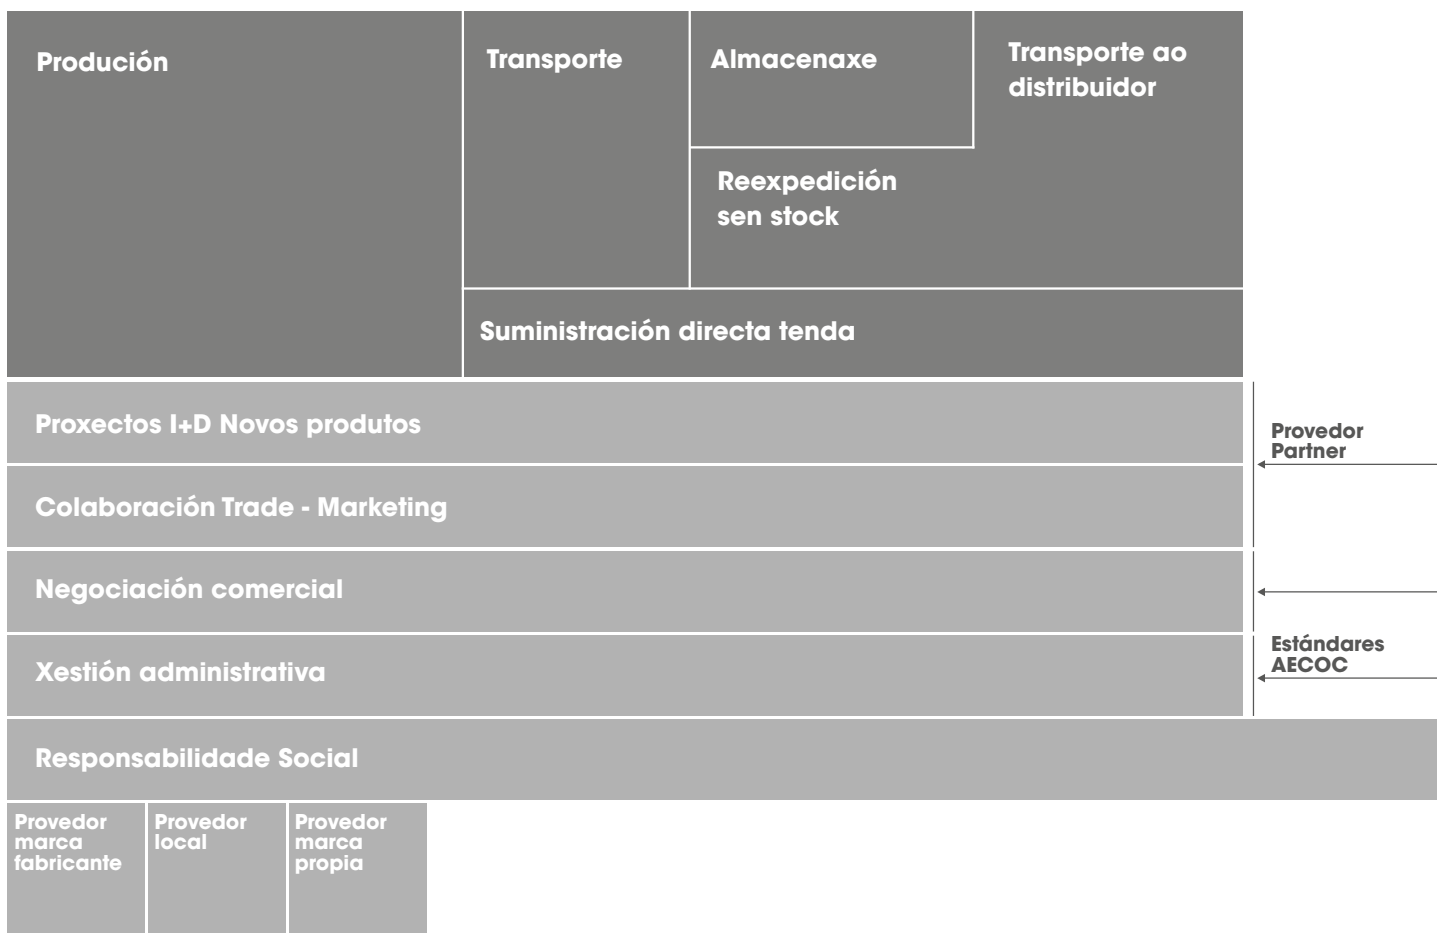 Produción
Transporte
Almacenaxe
Transporte ao
distribuidor
Reexpedición
sen stock
Suministración directa tenda
Proxectos I+D Novos produtos
Provedor
Partner
Colaboración Trade - Marketing
Negociación comercial
Xestión administrativa
Estándares
AECOC
Responsabilidade Social
Provedor
marca
fabricante
Provedor
local
Provedor
marca
propia